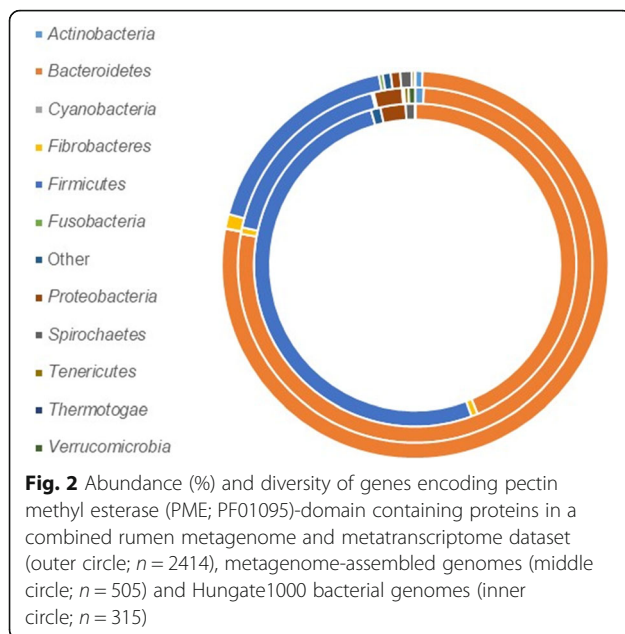 Actinobacteria
Bacteroidetes
Cyanobacteria
Fibrobacteres
Firmicutes
Fusobacteria
Other
Proteobacteria
Spirochaetes
Tenericutes
Thermotogae
Verrucomicrobia
Fig. 2 Abundance (%) and diversity of genes encoding pectin
methyl esterase (PME; PF01095)-domain containing proteins in a
combined rumen metagenome and metatranscriptome dataset
(outer circle; n = 2414), metagenome-assembled genomes (middle
circle; n = 505) and Hungate1000 bacterial genomes (inner
circle; n = 315)